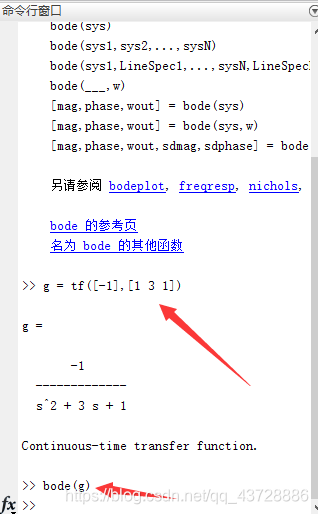 命令行窗口
bode(sys)
bode(sys1,sys2,...,sysN)
bode(sys1,LineSpec1,...,sysN,LineSpec
bode(___,w)
[mag,phase,wout] = bode(sys)
[mag,phase,wout] = bode(sys,w)
[mag,phase,wout,sdmag,sdphase] = bode
另请参阅 bodeplot, freqresp, nichols,
bode 的参考页
名为 bode 的其他函数
>> g = tf([-1],[1 3 1])
g =
-1
-------------
s^2 + 3 s + 1
Continuous-time transfer function.
>> bode(g)
https://blog.csdn.net/qq_43728886
fx >>